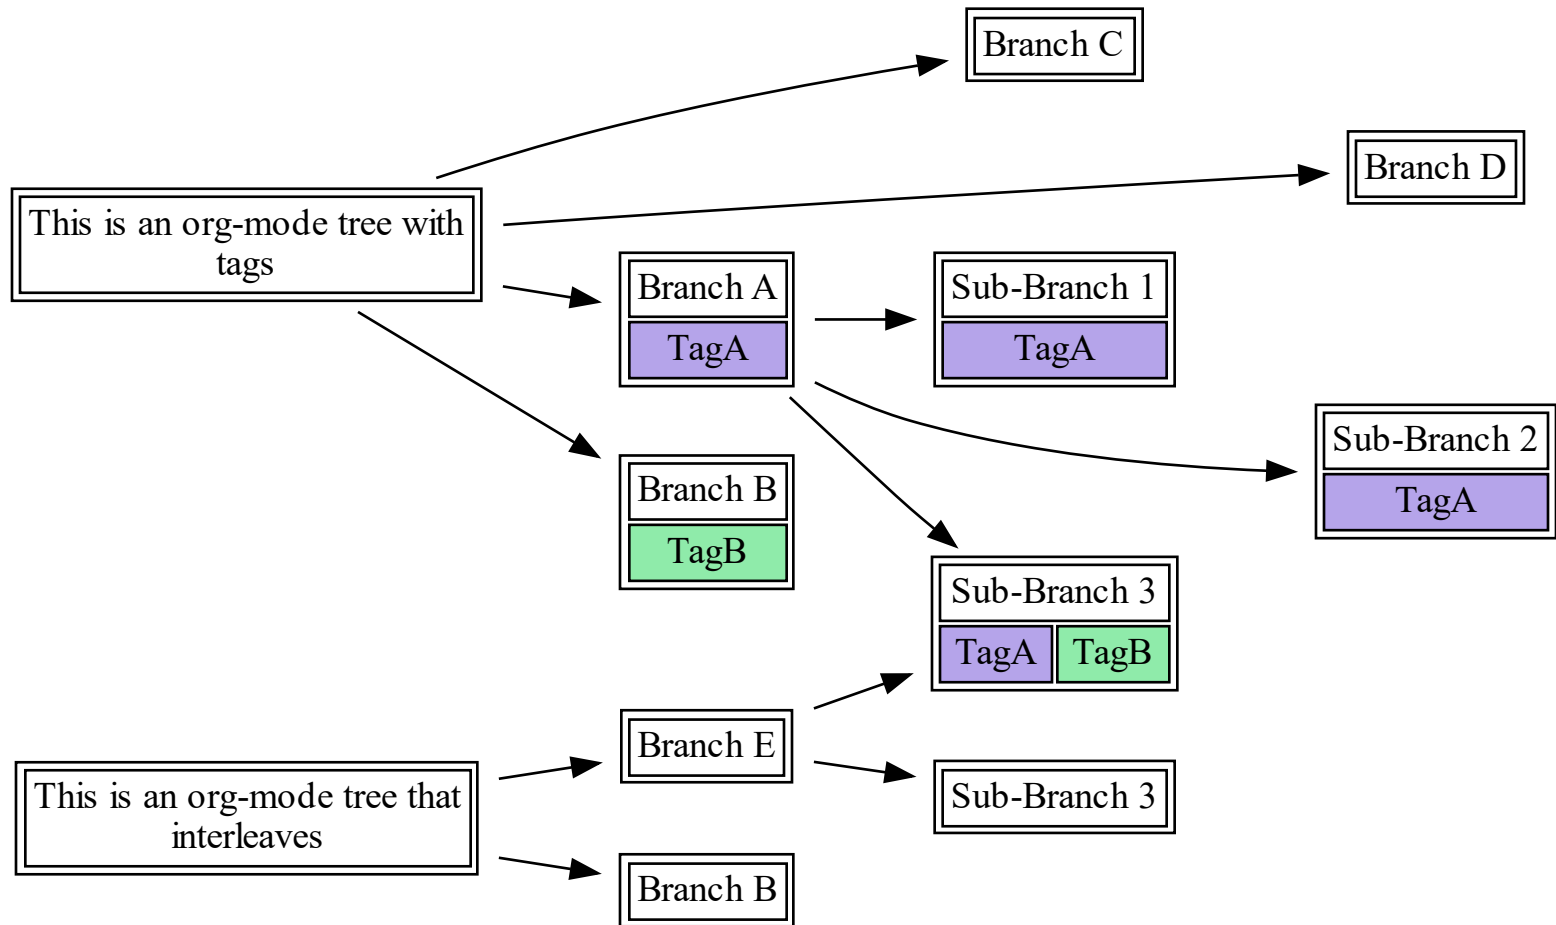 Branch C
Branch D
This is an org-mode tree with
tags
Branch A
TagA
Sub-Branch 1
TagA
Sub-Branch 2
TagA
Branch B
TagB
Sub-Branch 3
TagA TagB
Branch E
Sub-Branch 3
This is an org-mode tree that
interleaves
Branch B